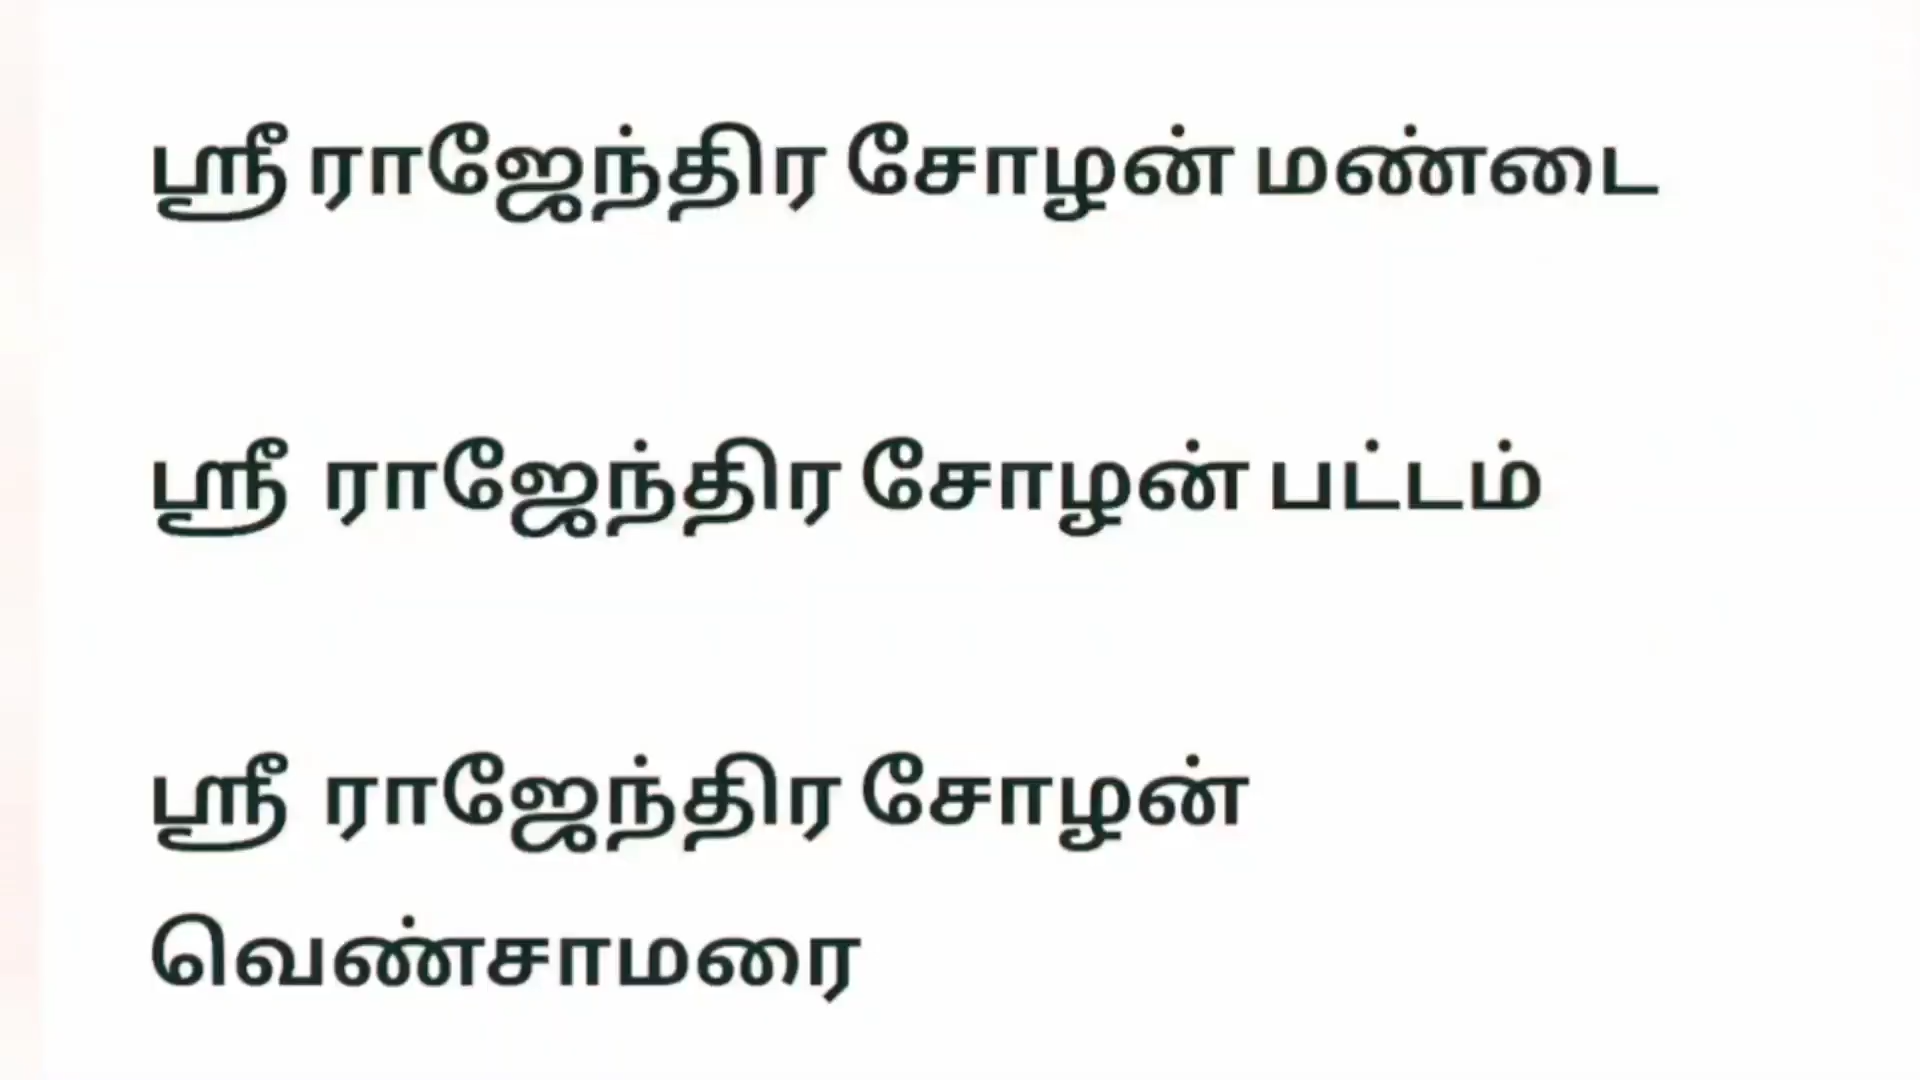 ஸ்ரீ ராஜேந்திர சோழன் மண்டை
ஸ்ரீ ராஜேந்திர சோழன் பட்டம்
ஸ்ரீ ராஜேந்திர சோழன்
வெண்சாமரை